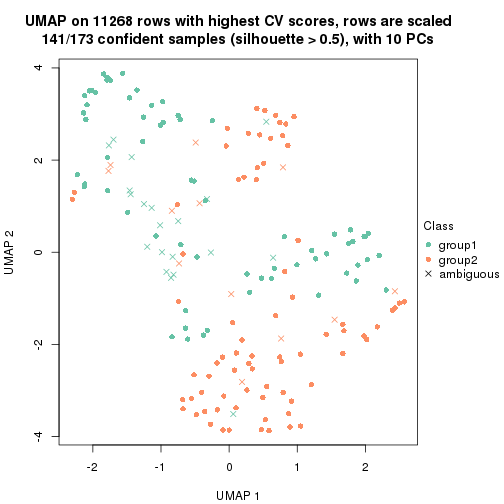 UMAP on 11268 rows with highest CV scores, rows are scaled
141/173 confident samples (silhouette > 0.5), with 10 PCs
4
2
0
-2
-4
UMAP 2
-2
-1
0
1
2
UMAP 1
Class
group1
group2
ambiguous